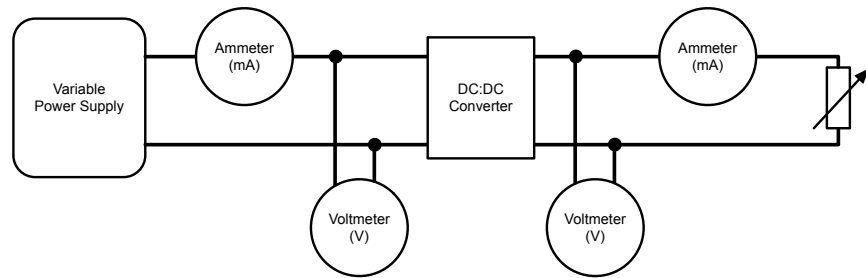 Variable
Power Supply
Ammeter
(mA)
DC:DC
Converter
Ammeter
(mA)
Voltmeter
(V)
Voltmeter
(V)